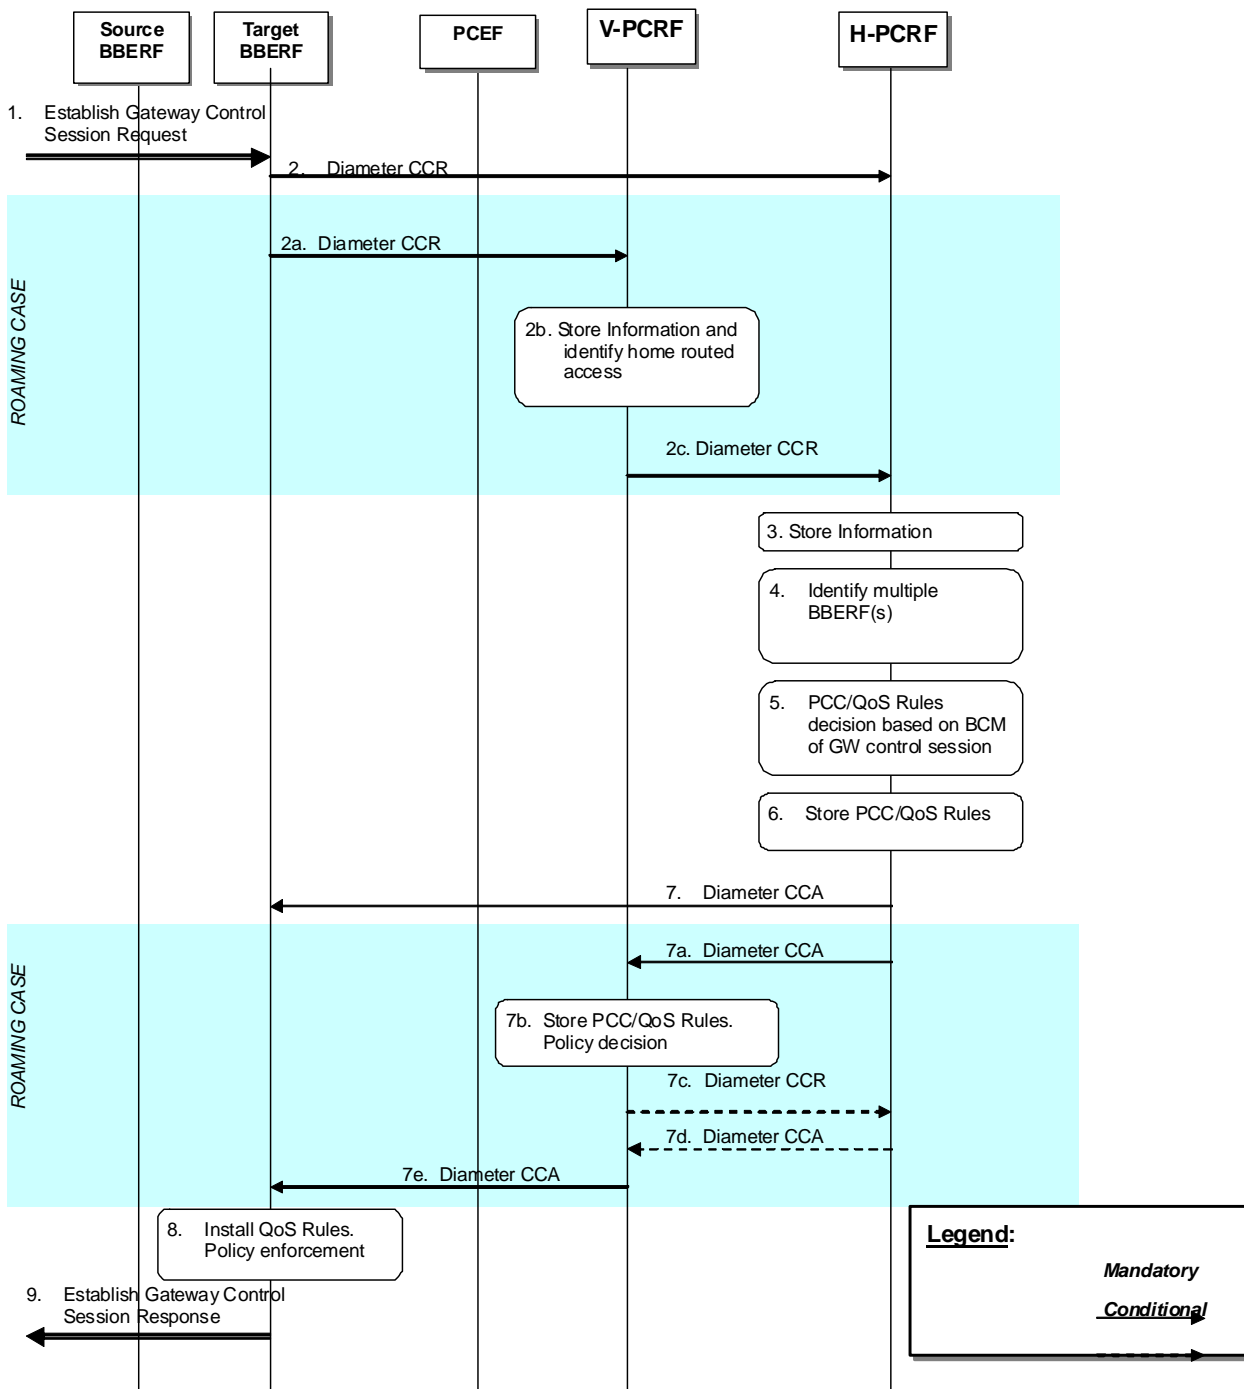 Source
BBERF
Target
BBERF
PCEF
V-PCRF
H-PCRF
1. Establish Gateway Control
Session Request
2. Diameter CCR
ROAMING CASE
2a. Diameter CCR
2b. Store Information and
identify home routed
access
2c. Diameter CCR
3. Store Information
4. Identify multiple
BBERF(s)
5. PCC/QoS Rules
decision based on BCM
of GW control session
6. Store PCC/QoS Rules
7. Diameter CCA
ROAMING CASE
7a. Diameter CCA
7b. Store PCC/QoS Rules.
Policy decision
7c. Diameter CCR
7d. Diameter CCA
7e. Diameter CCA
8. Install QoS Rules.
Policy enforcement
9. Establish Gateway Control
Session Response
Legend:
Mandatory
Conditional